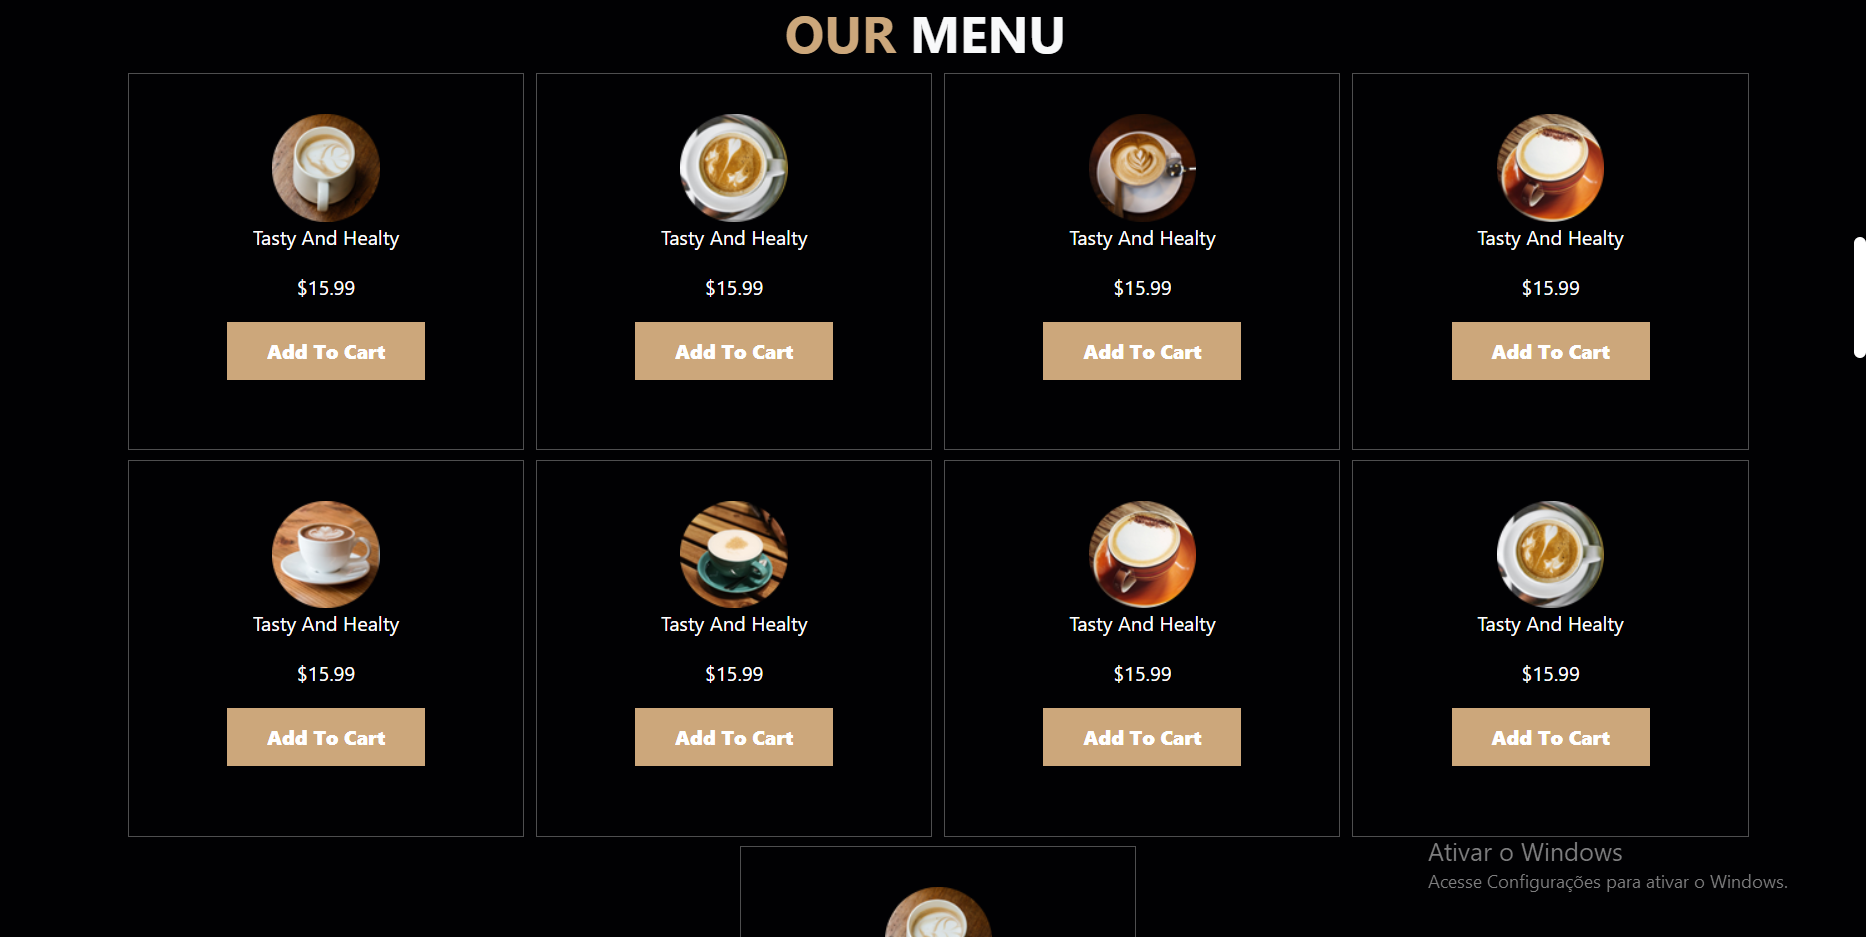 OUR MENU
Tasty And Healty
$15.99
Add To Cart
Tasty And Healty
$15.99
Add To Cart
Tasty And Healty
$15.99
Add To Cart
Tasty And Healty
$15.99
Add To Cart
Tasty And Healty
$15.99
Add To Cart
Tasty And Healty
$15.99
Add To Cart
Tasty And Healty
$15.99
Add To Cart
Tasty And Healty
$15.99
Add To Cart
Ativar o Windows
Acesse Configurações para ativar o Windows.